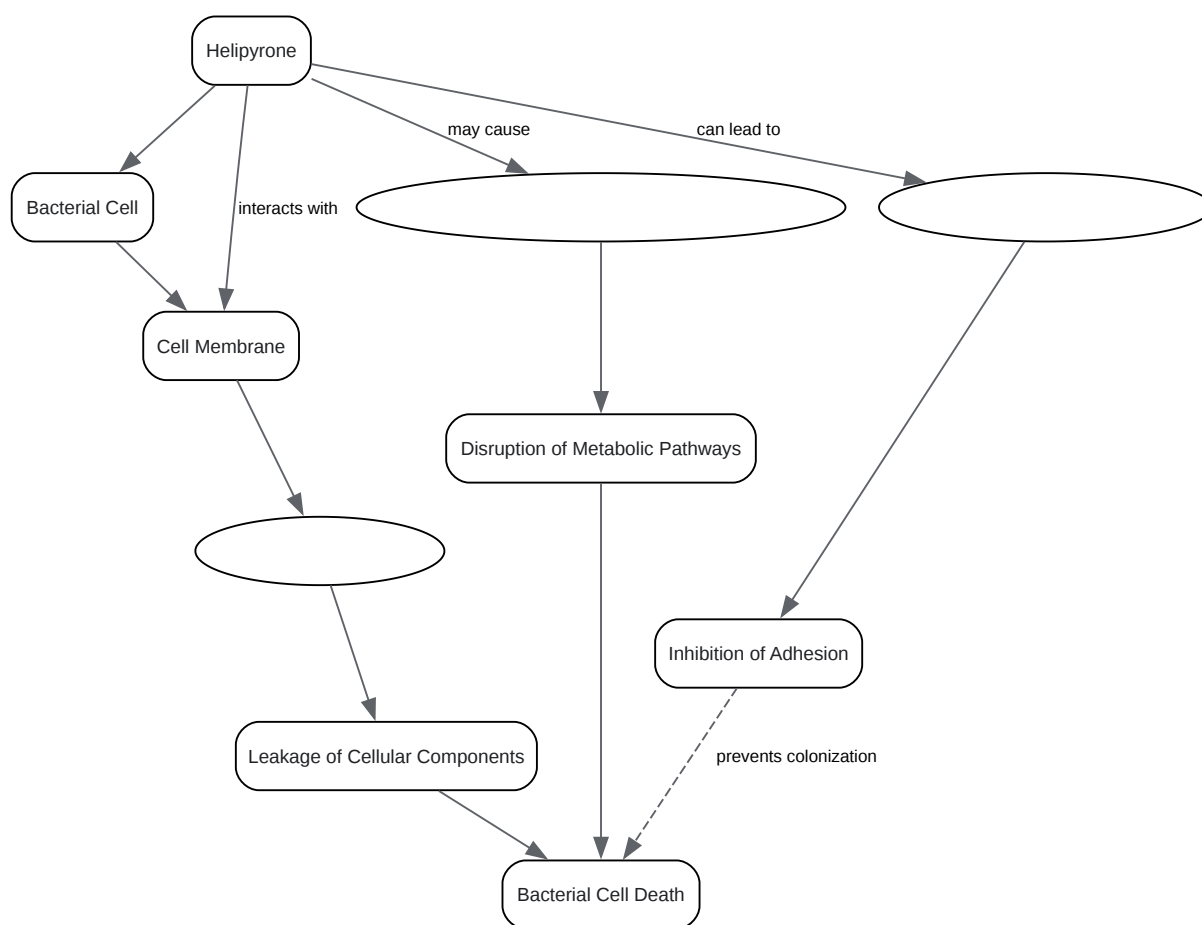 Helipyrone
may cause
can lead to
Bacterial Cell
interacts with
Cell Membrane
Disruption of Metabolic Pathways
Inhibition of Adhesion
Leakage of Cellular Components
prevents colonization
Bacterial Cell Death